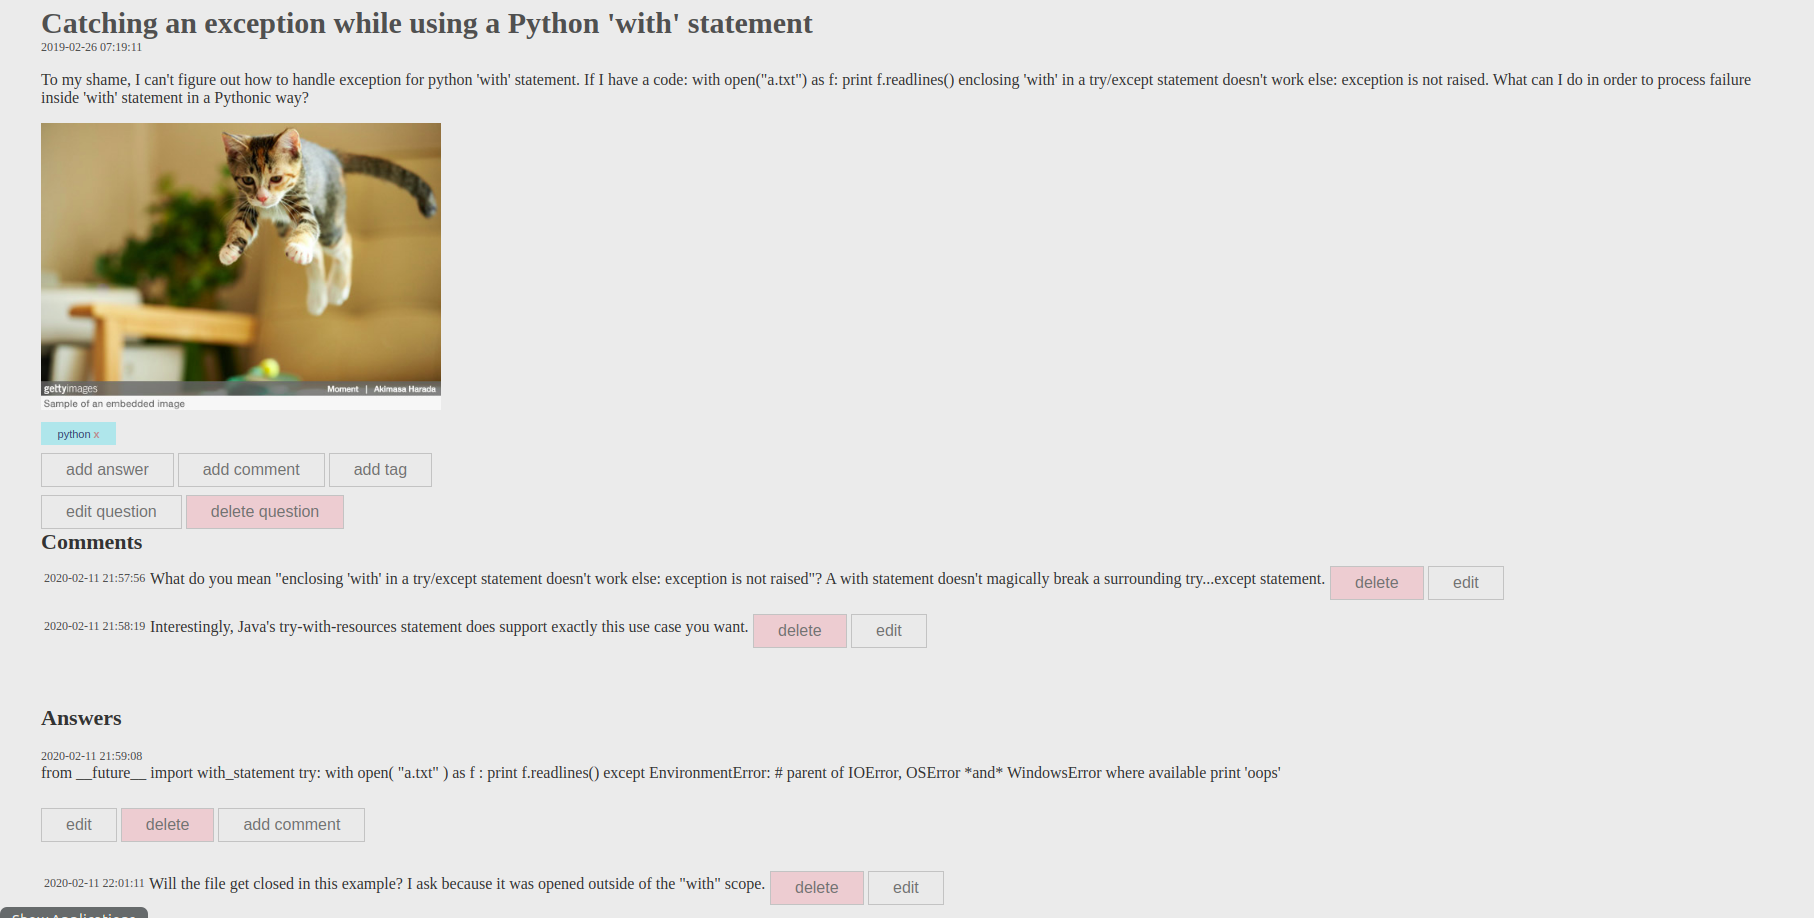 Catching an exception while using a Python 'with' statement
2019-02-26 07:19:11
To my shame, I can't figure out how to handle exception for python 'with' statement. If I have a code: with open("a.txt") as f: print f.readlines() enclosing 'with' in a try/except statement doesn't work else: exception is not raised. What can I do in order to process failure
inside 'with' statement in a Pythonic way?
gettyimages Moment | Akimasa Harada
Sample of an embedded image
python x
add answer add comment add tag
edit question delete question
Comments
2020-02-11 21:57:56 What do you mean "enclosing 'with' in a try/except statement doesn't work else: exception is not raised"? A with statement doesn't magically break a surrounding try...except statement. delete edit
2020-02-11 21:58:19 Interestingly, Java's try-with-resources statement does support exactly this use case you want. delete edit
Answers
2020-02-11 21:59:08
from __future__ import with_statement try: with open( "a.txt" ) as f : print f.readlines() except EnvironmentError: # parent of IOError, OSError *and* WindowsError where available print 'oops'
edit delete add comment
2020-02-11 22:01:11 Will the file get closed in this example? I ask because it was opened outside of the "with" scope. delete edit
Show Applications